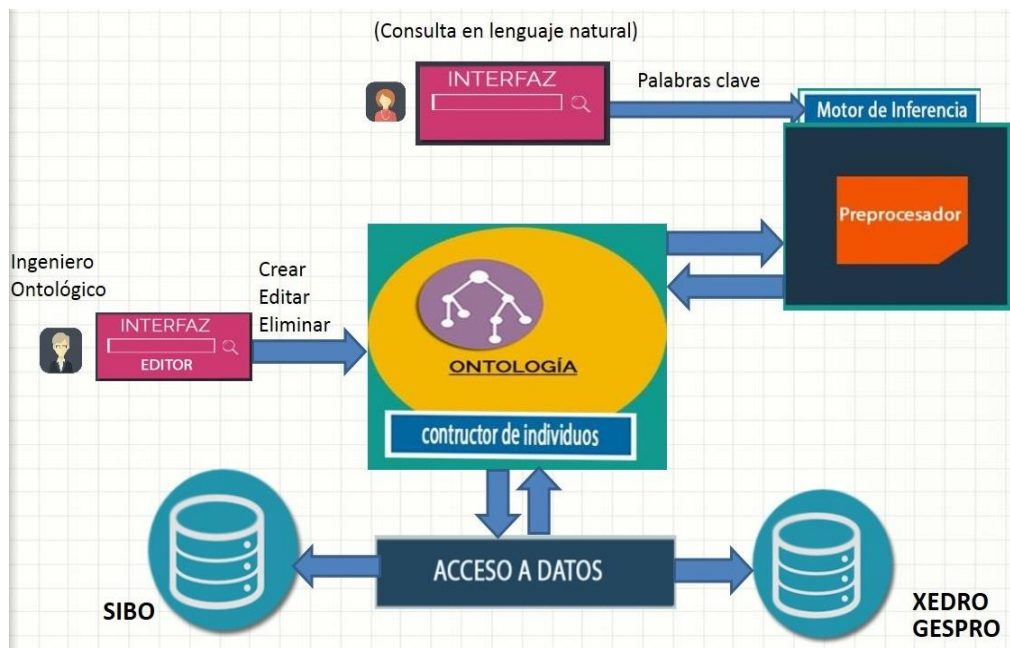 (Consulta en lenguaje natural)
INTERFAZ
Palabras clave
Motor de Inferencia
Preprocesador
Ingeniero
Ontológico
Crear
Editar
Eliminar
INTERFAZ
EDITOR
ONTOLOGÍA
contructor de individuos
ACCESO A DATOS
SIBO
XEDRO
GESPRO